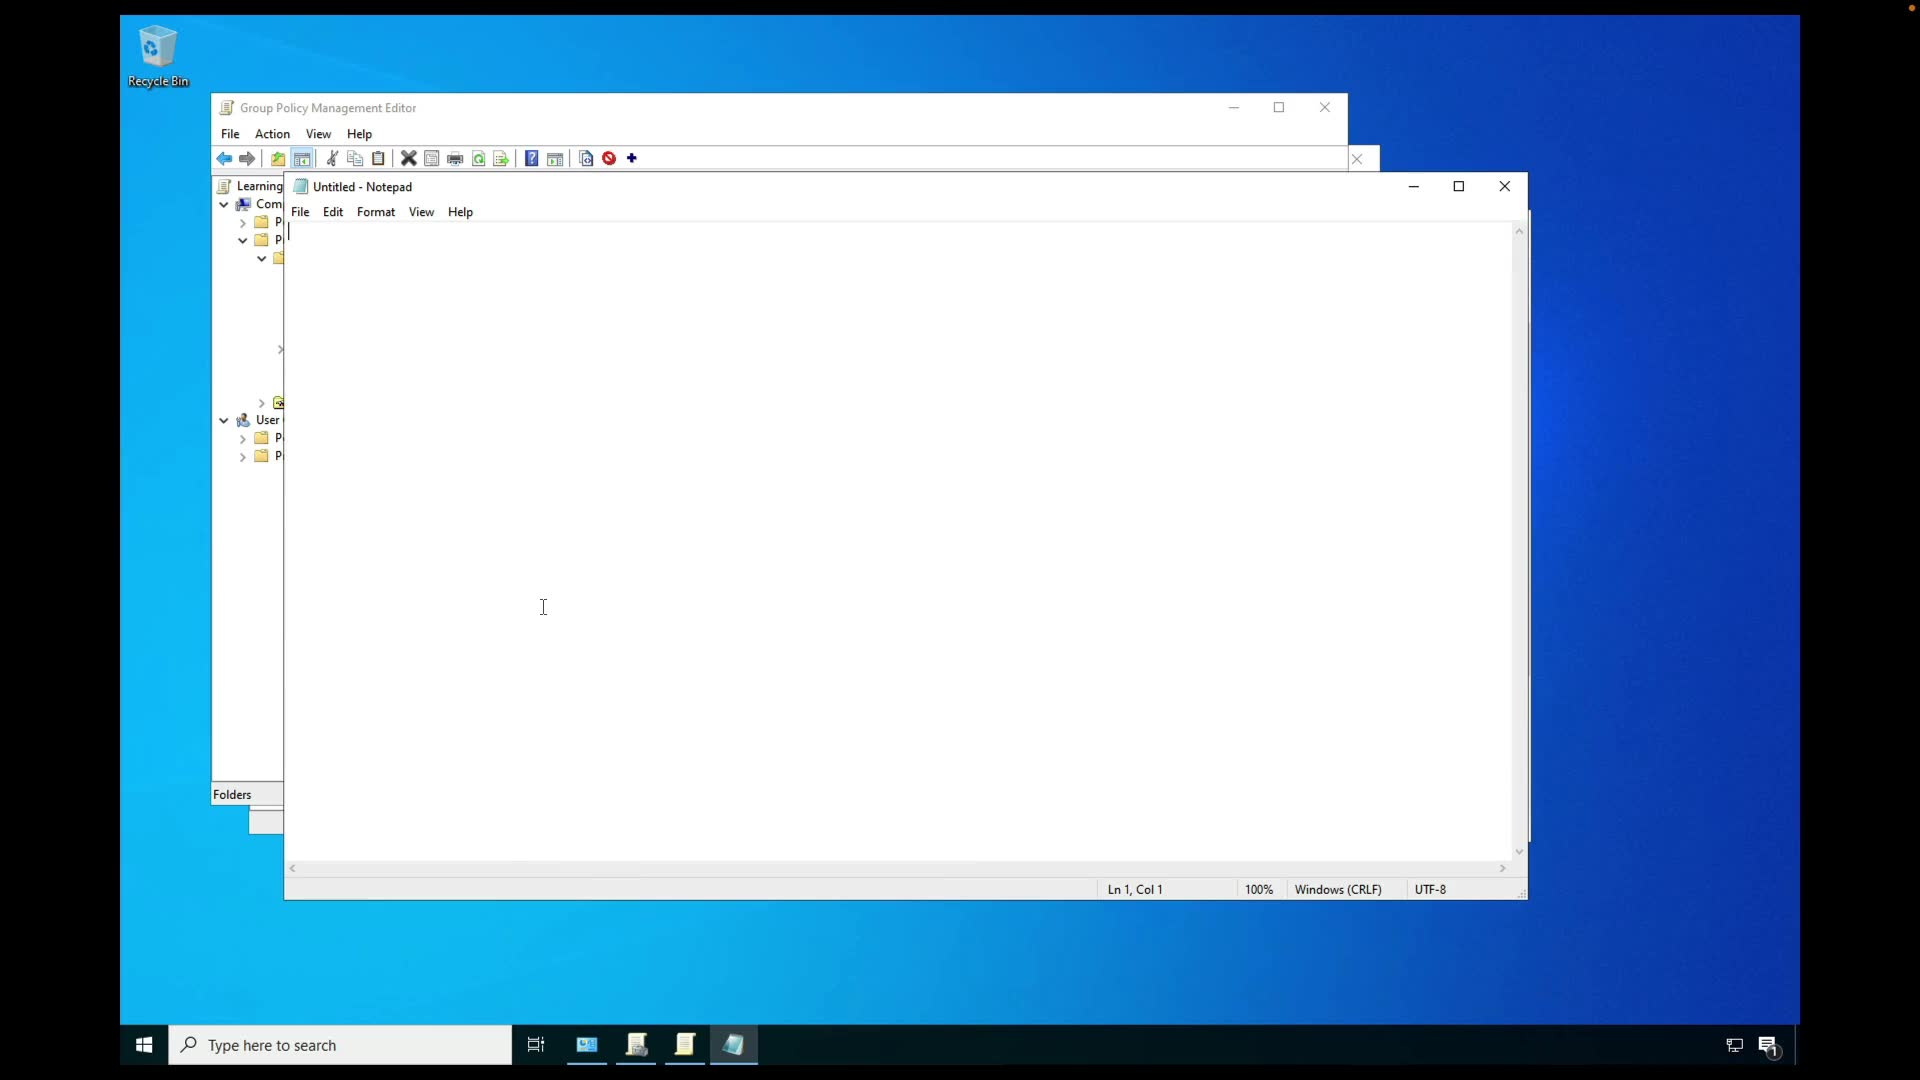 Recycle Bin
Group Policy Management Editor
File Action View Help
Learning
Untitled - Notepad
Com
File Edit Format View Help
P
P
User
P
P
Folders
Ln 1, Col 1 100% Windows (CRLF) UTF-8
Type here to search
1